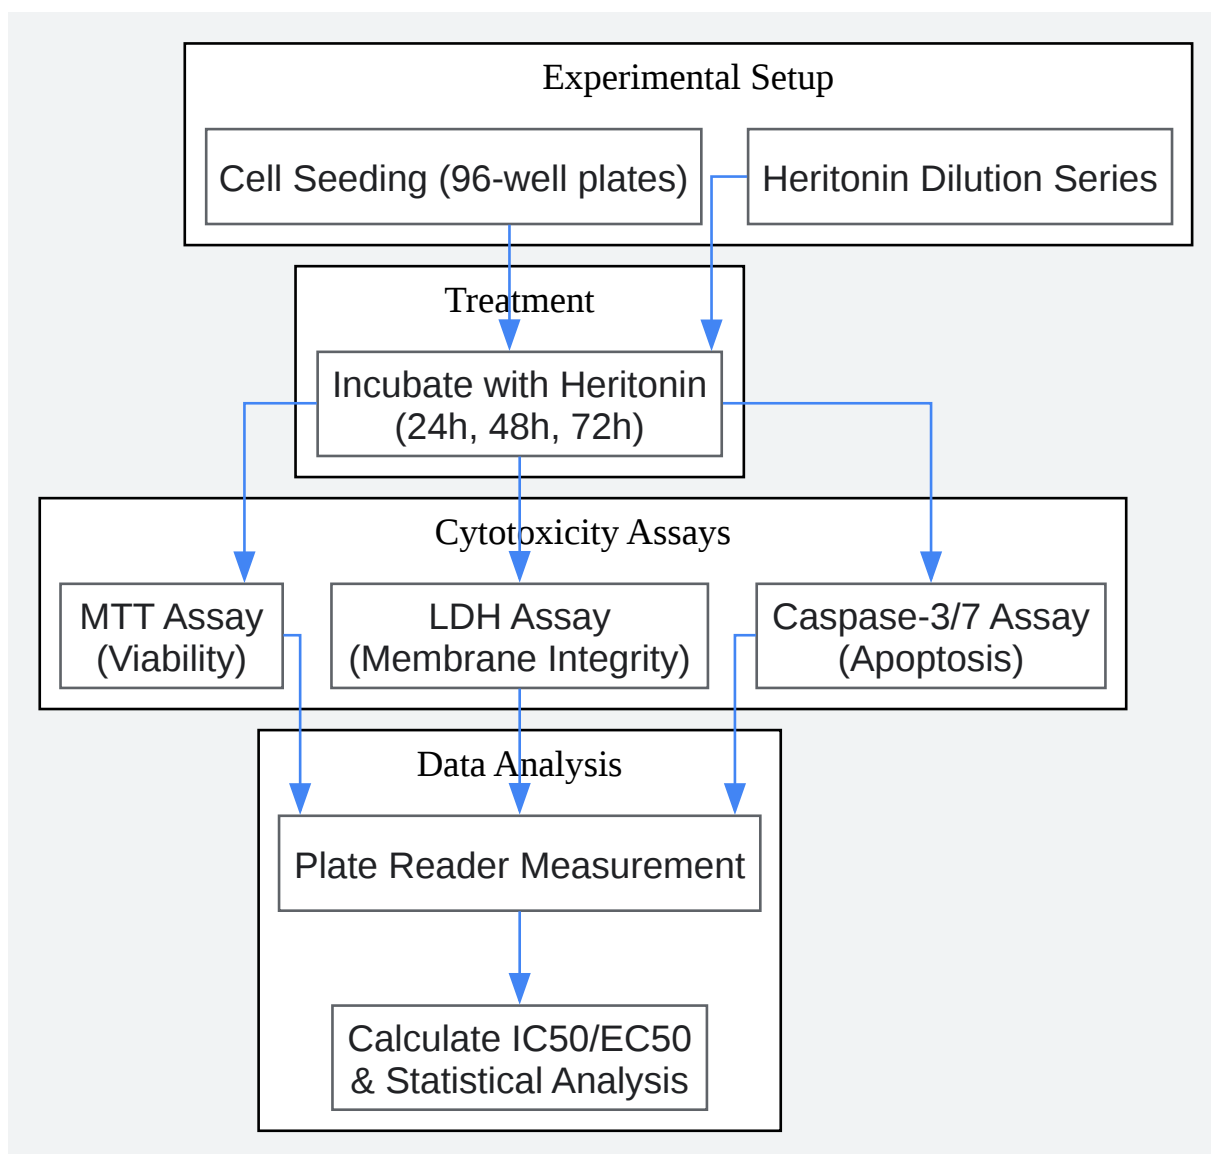 Experimental Setup
Cell Seeding (96-well plates)
Heritonin Dilution Series
Treatment
Incubate with Heritonin
(24h, 48h, 72h)
Cytotoxicity Assays
MTT Assay
(Viability)
LDH Assay
(Membrane Integrity)
Caspase-3/7 Assay
(Apoptosis)
Data Analysis
Plate Reader Measurement
Calculate IC50/EC50
& Statistical Analysis